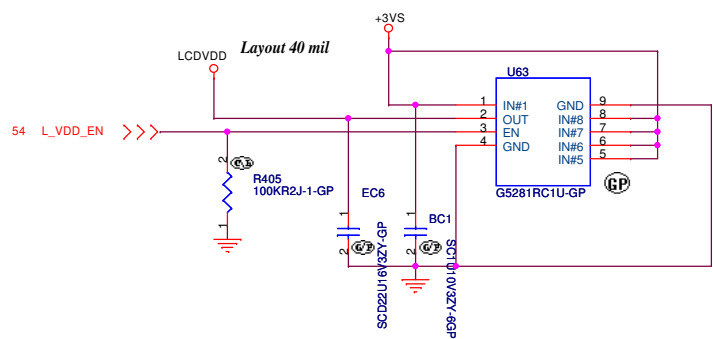 +3VS
LCDVDD
Layout 40 mil
U63
1 IN#1 GND 9
2 OUT IN#8 8
3 EN IN#7 7
4 GND IN#6 6
IN#5 5
G5281RC1U-GP
GP
54 L_VDD_EN
2
R405
100KR2J-1-GP
1
EC6
1
2
G/P
SCD22U16V3ZY-GP
BC1
1
2
G/P
SC1U10V3ZY-6GP